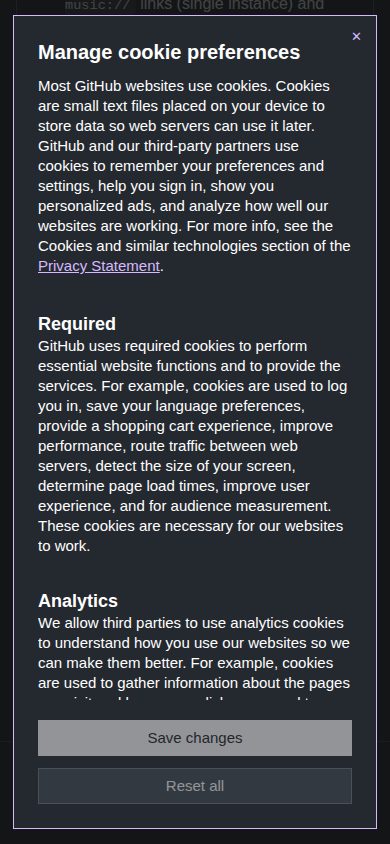 music:// links (single instance) and
×
Manage cookie preferences
Most GitHub websites use cookies. Cookies
are small text files placed on your device to
store data so web servers can use it later.
GitHub and our third-party partners use
cookies to remember your preferences and
settings, help you sign in, show you
personalized ads, and analyze how well our
websites are working. For more info, see the
Cookies and similar technologies section of the
Privacy Statement.
Required
GitHub uses required cookies to perform
essential website functions and to provide the
services. For example, cookies are used to log
you in, save your language preferences,
provide a shopping cart experience, improve
performance, route traffic between web
servers, detect the size of your screen,
determine page load times, improve user
experience, and for audience measurement.
These cookies are necessary for our websites
to work.
Analytics
We allow third parties to use analytics cookies
to understand how you use our websites so we
can make them better. For example, cookies
are used to gather information about the pages
Save changes
Reset all